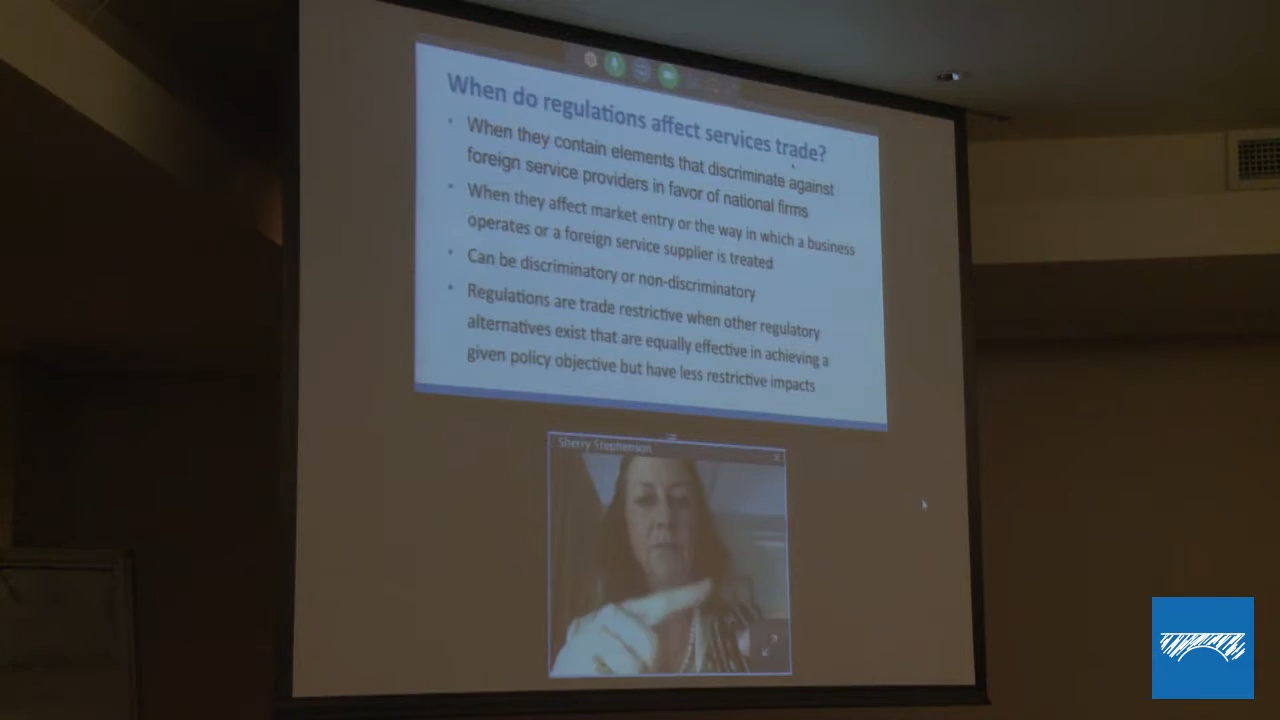 When do regulations affect services trade?
• When they contain elements that discriminate against
foreign service providers in favor of national firms
• When they affect market entry or the way in which a business
operates or a foreign service supplier is treated
• Can be discriminatory or non-discriminatory
• Regulations are trade restrictive when other regulatory
alternatives exist that are equally effective in achieving a
given policy objective but have less restrictive impacts
Sherry Stephenson